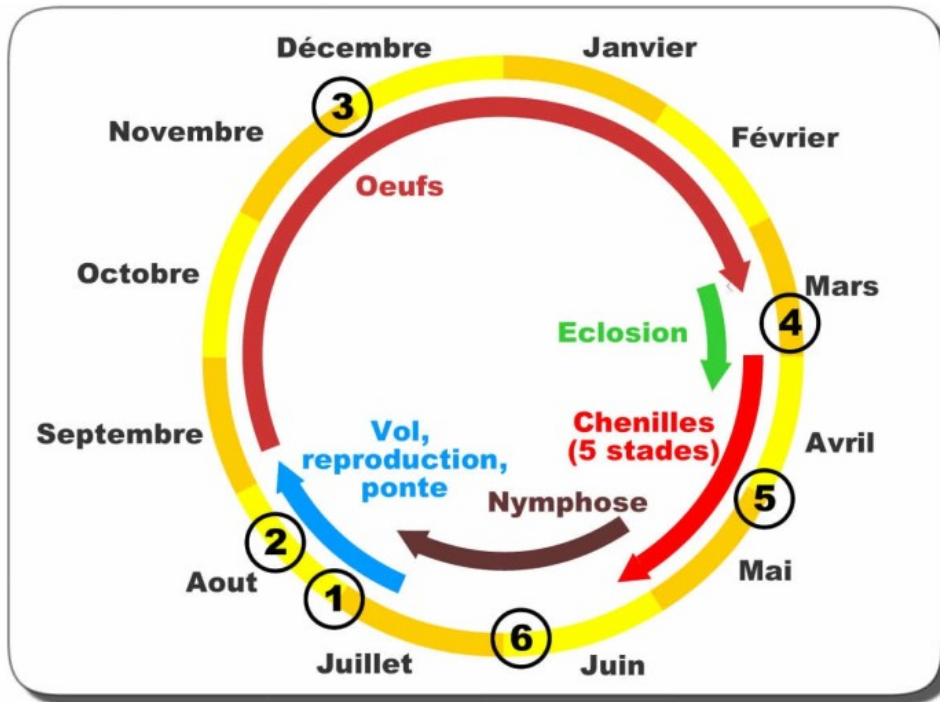 Décembre
Janvier
3
Novembre
Février
Oeufs
Octobre
Mars
4
Eclosion
Chenilles
(5 stades)
Avril
Septembre
Vol,
reproduction,
ponte
Nymphose
5
2
Mai
Aout
1
6
Juillet
Juin